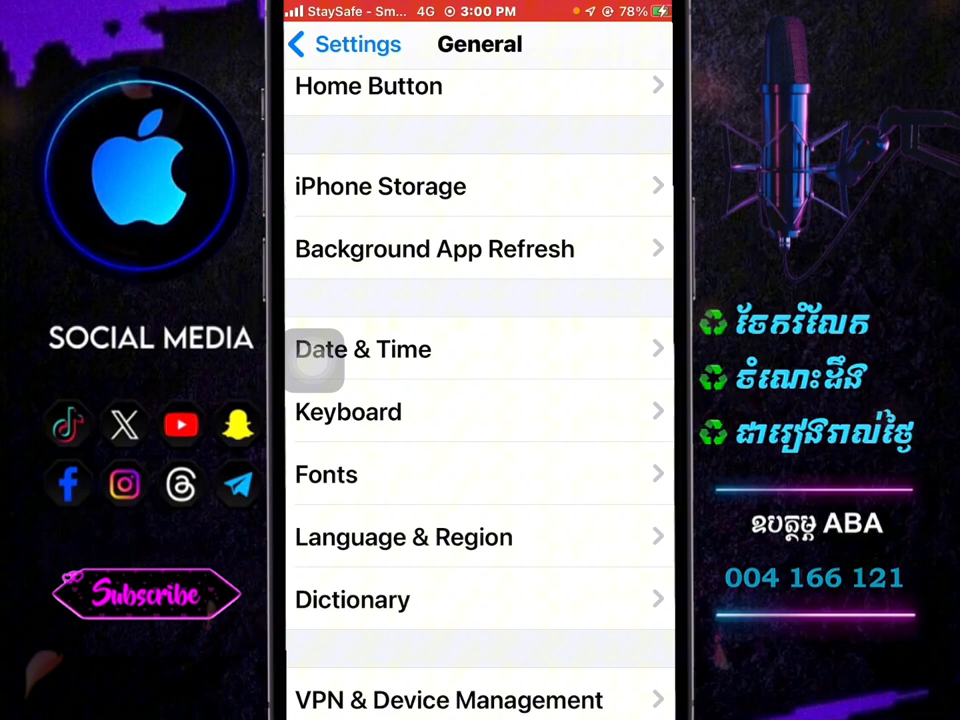 StaySafe - Sm... 4G 3:00 PM 78%
Settings General
Home Button
iPhone Storage
Background App Refresh
Date & Time
Keyboard
Fonts
Language & Region
Dictionary
VPN & Device Management
SOCIAL MEDIA
Subscribe
ចែករំលែក
ចំណេះដឹង
ជារៀងរាល់ថ្ងៃ
ឧបត្ថម្ភ ABA
004 166 121